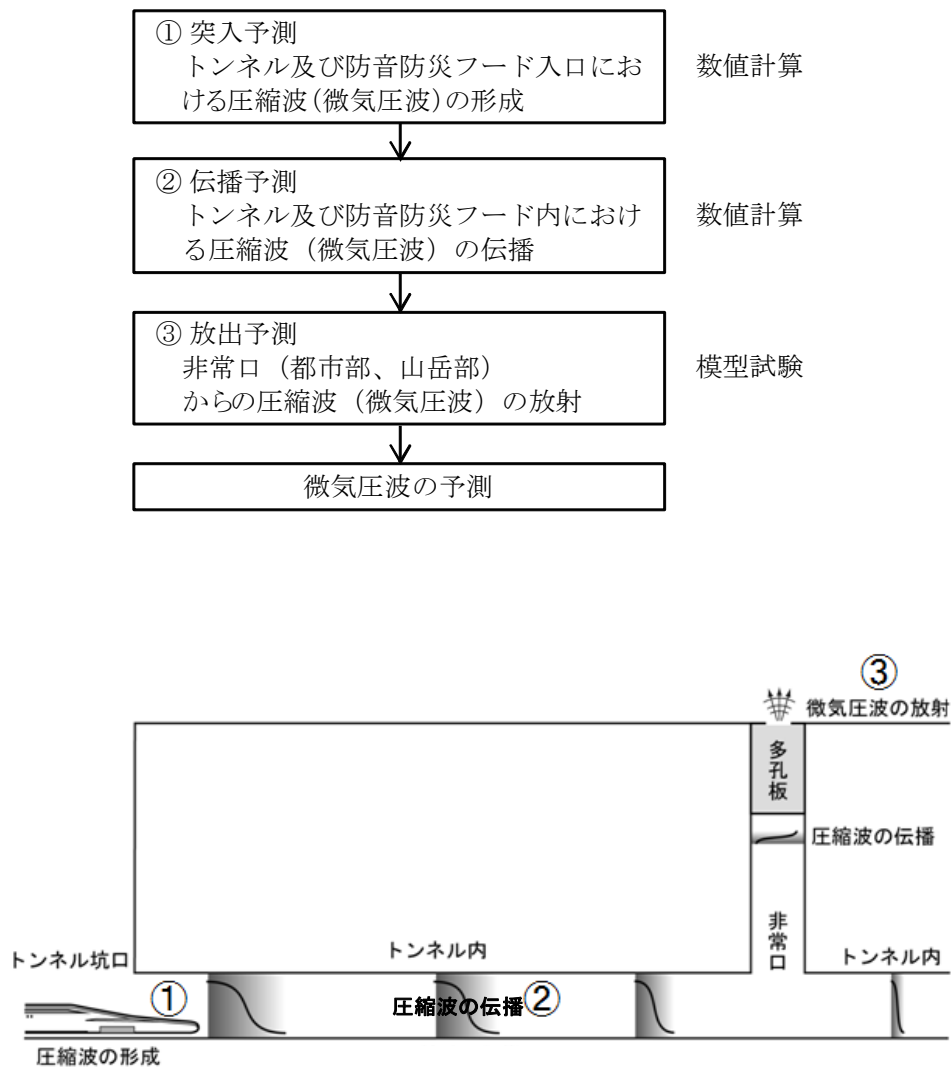 ① 突入予測
トンネル及び防音防災フード入口にお
ける圧縮波(微気圧波)の形成
数値計算
② 伝播予測
トンネル及び防音防災フード内におけ
る圧縮波（微気圧波）の伝播
数値計算
③ 放出予測
非常口（都市部、山岳部）
からの圧縮波（微気圧波）の放射
模型試験
微気圧波の予測
③
微気圧波の放射
多孔板
圧縮波の伝播
非常口
トンネル坑口
トンネル内
トンネル内
①
圧縮波の伝播②
圧縮波の形成